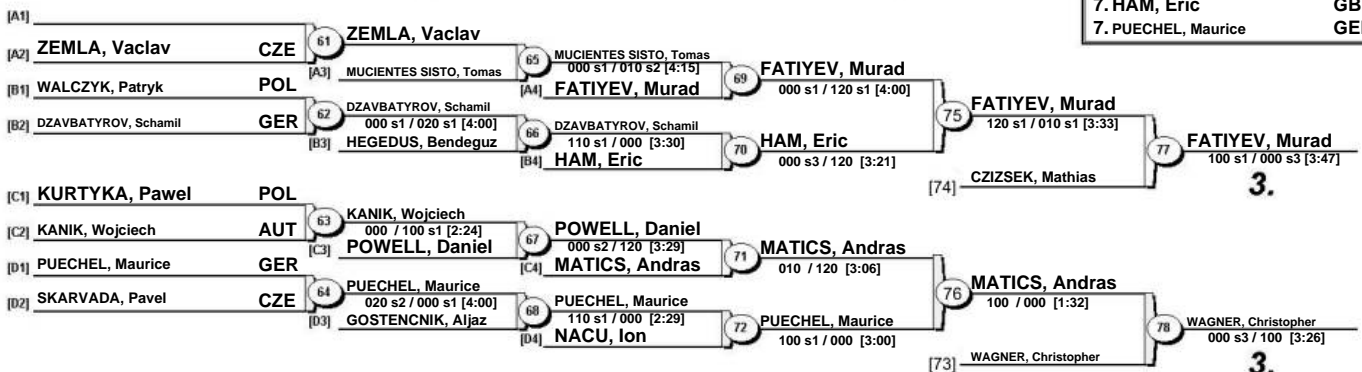 7. HAM, Eric GB
7. PUECHEL, Maurice GE
[A1]
[A2] ZEMLA, Vaclav CZE
61 ZEMLA, Vaclav
[A3] MUCIENTES SISTO, Tomas
65 MUCIENTES SISTO, Tomas
000 s1 / 010 s2 [4:15]
[A4] FATIYEV, Murad
69 FATIYEV, Murad
000 s1 / 120 s1 [4:00]
[B1] WALCZYK, Patryk POL
[B2] DZAVBATYROV, Schamil GER
62 DZAVBATYROV, Schamil
000 s1 / 020 s1 [4:00]
[B3] HEGEDUS, Bendeguz
66 DZAVBATYROV, Schamil
110 s1 / 000 [3:30]
[B4] HAM, Eric
70 HAM, Eric
000 s3 / 120 [3:21]
75 FATIYEV, Murad
120 s1 / 010 s1 [3:33]
[74] CZIZSEK, Mathias
77 FATIYEV, Murad
100 s1 / 000 s3 [3:47]
3.
[C1] KURTYKA, Pawel POL
[C2] KANIK, Wojciech AUT
63 KANIK, Wojciech
000 / 100 s1 [2:24]
[C3] POWELL, Daniel
67 POWELL, Daniel
000 s2 / 120 [3:29]
[C4] MATICS, Andras
71 MATICS, Andras
010 / 120 [3:06]
[D1] PUECHEL, Maurice GER
[D2] SKARVADA, Pavel CZE
64 PUECHEL, Maurice
020 s2 / 000 s1 [4:00]
[D3] GOSTENCNIK, Aljaz
68 PUECHEL, Maurice
110 s1 / 000 [2:29]
[D4] NACU, Ion
72 PUECHEL, Maurice
100 s1 / 000 [3:00]
76 MATICS, Andras
100 / 000 [1:32]
[73] WAGNER, Christopher
78 WAGNER, Christopher
000 s3 / 100 [3:26]
3.